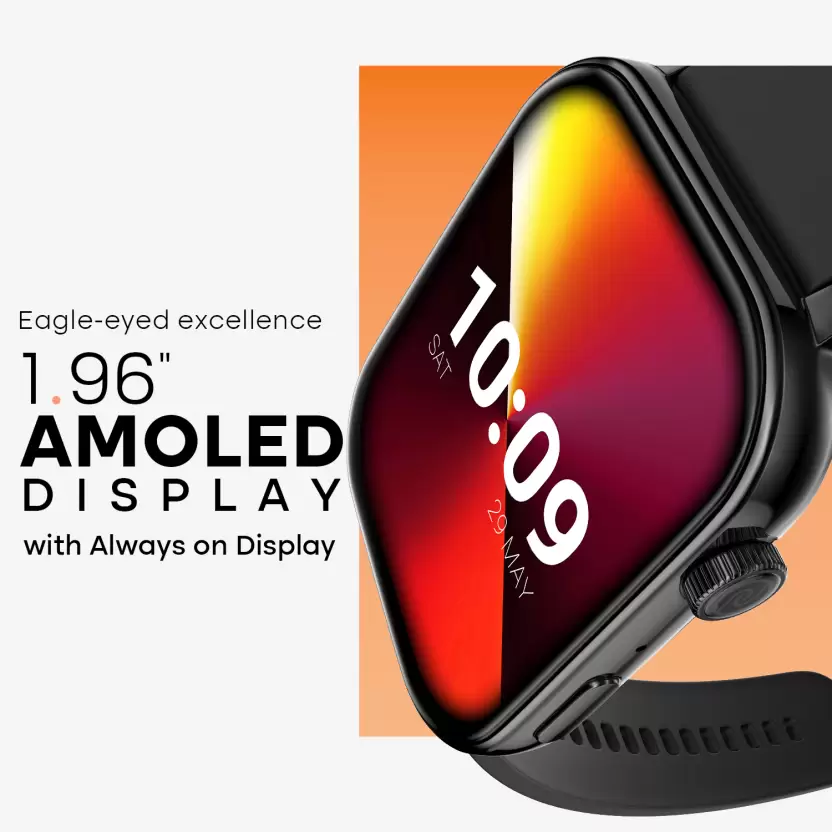 Eagle-eyed excellence
1.96"
AMOLED
DISPLAY
with Always on Display
SAT
10:09
29 MAY